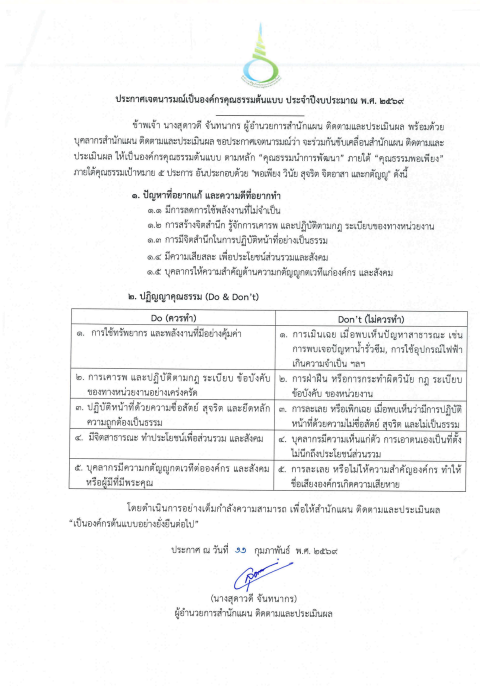 ประกาศเจตนารมณ์เป็นองค์กรคุณธรรมต้นแบบ ประจำปีงบประมาณ พ.ศ. ๒๕๖๙
ข้าพเจ้า นางสุดาวดี จันทนากร ผู้อำนวยการสำนักแผน ติดตามและประเมินผล พร้อมด้วย
บุคลากรสำนักแผน ติดตามและประเมินผล ขอประกาศเจตนารมณ์ว่า จะร่วมกันขับเคลื่อนสำนักแผน ติดตามและ
ประเมินผล ให้เป็นองค์กรคุณธรรมต้นแบบ ตามหลัก "คุณธรรมนำการพัฒนา" ภายใต้ "คุณธรรมพอเพียง"
ภายใต้คุณธรรมเป้าหมาย ๕ ประการ อันประกอบด้วย "พอเพียง วินัย สุจริต จิตอาสา และกตัญญู" ดังนี้
๑. ปัญหาที่อยากแก้ และความดีที่อยากทำ
๑.๑ มีการลดการใช้พลังงานที่ไม่จำเป็น
๑.๒ การสร้างจิตสำนึก รู้จักการเคารพ และปฏิบัติตามกฎ ระเบียบของทางหน่วยงาน
๑.๓ การมีจิตสำนึกในการปฏิบัติหน้าที่อย่างเป็นธรรม
๑.๔ มีความเสียสละ เพื่อประโยชน์ส่วนรวมและสังคม
๑.๕ บุคลากรให้ความสำคัญด้านความกตัญญูกตเวทีแก่องค์กร และสังคม
๒. ปฏิญญาคุณธรรม (Do & Don't)
Do (ควรทำ)
Don't (ไม่ควรทำ)
๑. การใช้ทรัพยากร และพลังงานที่มีอย่างคุ้มค่า
๑. การเมินเฉย เมื่อพบเห็นปัญหาสาธารณะ เช่น
การพบเจอปัญหาน้ำรั่วซึม, การใช้อุปกรณ์ไฟฟ้า
เกินความจำเป็น ฯลฯ
๒. การเคารพ และปฏิบัติตามกฎ ระเบียบ ข้อบังคับ
ของทางหน่วยงานอย่างเคร่งครัด
๒. การฝ่าฝืน หรือการกระทำผิดวินัย กฎ ระเบียบ
ข้อบังคับ ของหน่วยงาน
๓. ปฏิบัติหน้าที่ด้วยความซื่อสัตย์ สุจริต และยึดหลัก
ความถูกต้องเป็นธรรม
๓. การละเลย หรือเพิกเฉย เมื่อพบเห็นว่ามีการปฏิบัติ
หน้าที่ด้วยความไม่ซื่อสัตย์ สุจริต และไม่เป็นธรรม
๔. มีจิตสาธารณะ ทำประโยชน์เพื่อส่วนรวม และสังคม
๔. บุคลากรมีความเห็นแก่ตัว การเอาตนเองเป็นที่ตั้ง
ไม่นึกถึงประโยชน์ส่วนรวม
๕. บุคลากรมีความกตัญญูกตเวทีต่อองค์กร และสังคม
หรือผู้มีที่มีพระคุณ
๕. การละเลย หรือไม่ให้ความสำคัญองค์กร ทำให้
ชื่อเสียงองค์กรเกิดความเสียหาย
โดยดำเนินการอย่างเต็มกำลังความสามารถ เพื่อให้สำนักแผน ติดตามและประเมินผล
"เป็นองค์กรต้นแบบอย่างยั่งยืนต่อไป"
ประกาศ ณ วันที่ ๑๑ กุมภาพันธ์ พ.ศ. ๒๕๖๙
(นางสุดาวดี จันทนากร)
ผู้อำนวยการสำนักแผน ติดตามและประเมินผล